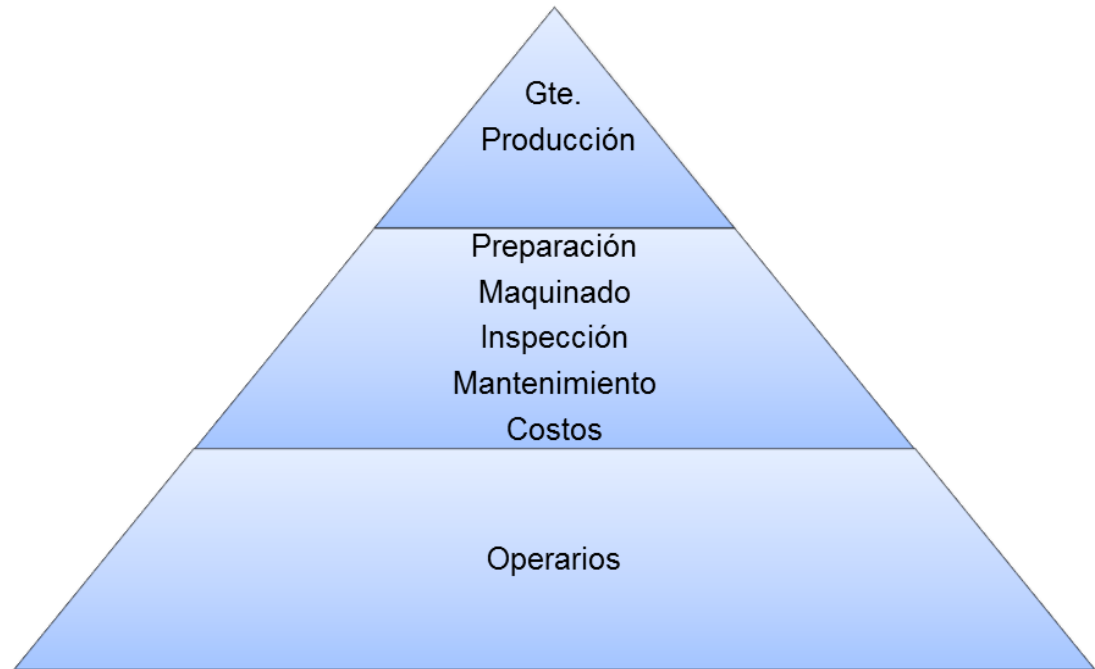 Gte.
Producción
Preparación
Maquinado
Inspección
Mantenimiento
Costos
Operarios